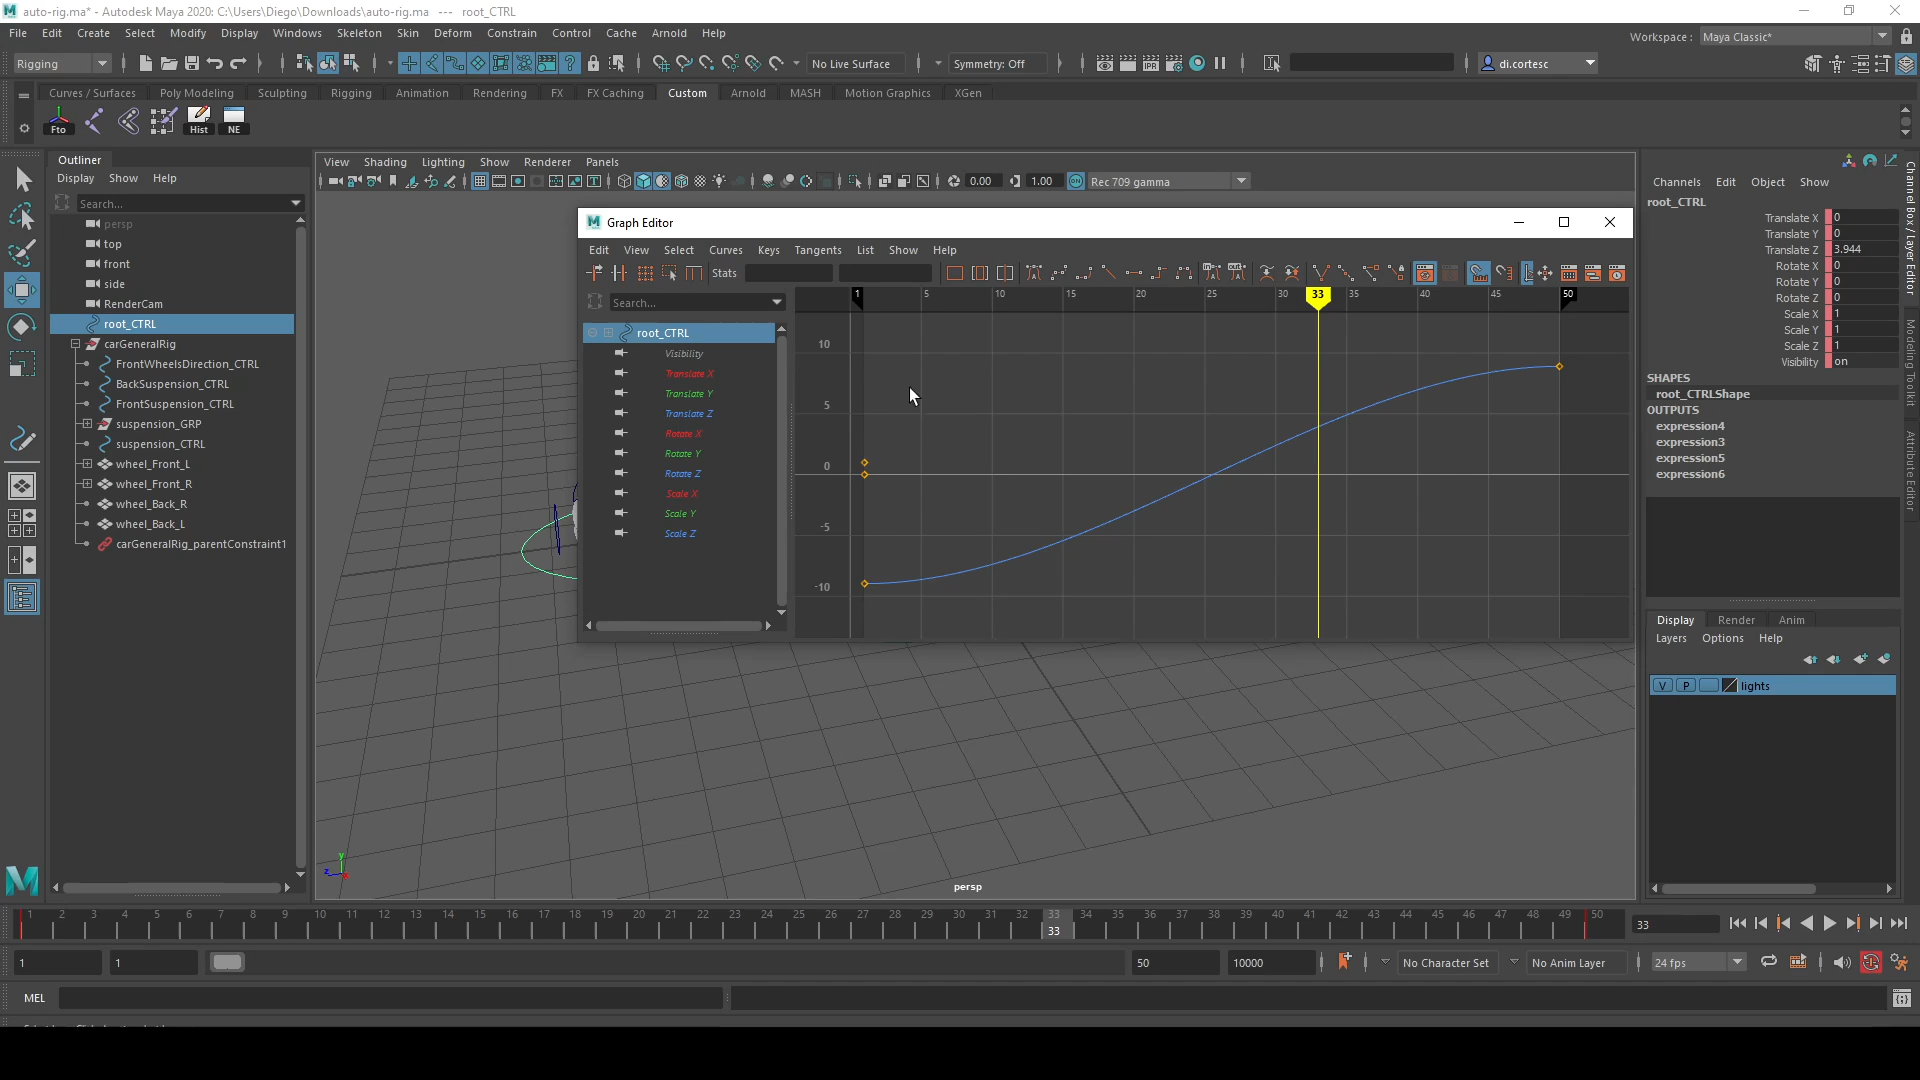 auto-rig.ma* - Autodesk Maya 2020: C:\Users\Diego\Downloads\auto-rig.ma --- root_CTRL
File Edit Create Select Modify Display Windows Skeleton Skin Deform Constrain Control Cache Arnold Help
Workspace: Maya Classic*
Rigging No Live Surface Symmetry: Off di.cortesc
Curves / Surfaces Poly Modeling Sculpting Rigging Animation Rendering FX FX Caching Custom Arnold MASH Motion Graphics XGen
Fto Hist NE
Outliner
Display Show Help
Search...
persp
top
front
side
RenderCam
root_CTRL
carGeneralRig
FrontWheelsDirection_CTRL
BackSuspension_CTRL
FrontSuspension_CTRL
suspension_GRP
suspension_CTRL
wheel_Front_L
wheel_Front_R
wheel_Back_R
wheel_Back_L
carGeneralRig_parentConstraint1
View Shading Lighting Show Renderer Panels
0.00 1.00 ON Rec 709 gamma
Graph Editor
Edit View Select Curves Keys Tangents List Show Help
Stats
Search...
root_CTRL
Visibility
Translate X
Translate Y
Translate Z
Rotate X
Rotate Y
Rotate Z
Scale X
Scale Y
Scale Z
1 5 10 15 20 25 30 33 35 40 45 50
10
5
0
-5
-10
persp
y
z
x
Channels Edit Object Show
root_CTRL
Translate X 0
Translate Y 0
Translate Z 3.944
Rotate X 0
Rotate Y 0
Rotate Z 0
Scale X 1
Scale Y 1
Scale Z 1
Visibility on
SHAPES
root_CTRLShape
OUTPUTS
expression4
expression3
expression5
expression6
Display Render Anim
Layers Options Help
V P lights
Channel Box / Layer Editor
Modeling Toolkit
Attribute Editor
1 2 3 4 5 6 7 8 9 10 11 12 13 14 15 16 17 18 19 20 21 22 23 24 25 26 27 28 29 30 31 32 33 34 35 36 37 38 39 40 41 42 43 44 45 46 47 48 49 50
33
33
1 1 50 10000 No Character Set No Anim Layer 24 fps
MEL